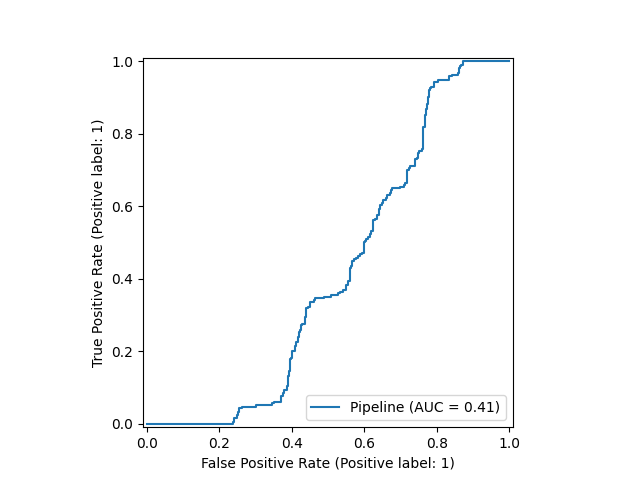 1.0
0.8
0.6
0.4
0.2
0.0
True Positive Rate (Positive label: 1)
Pipeline (AUC = 0.41)
0.0 0.2 0.4 0.6 0.8 1.0
False Positive Rate (Positive label: 1)